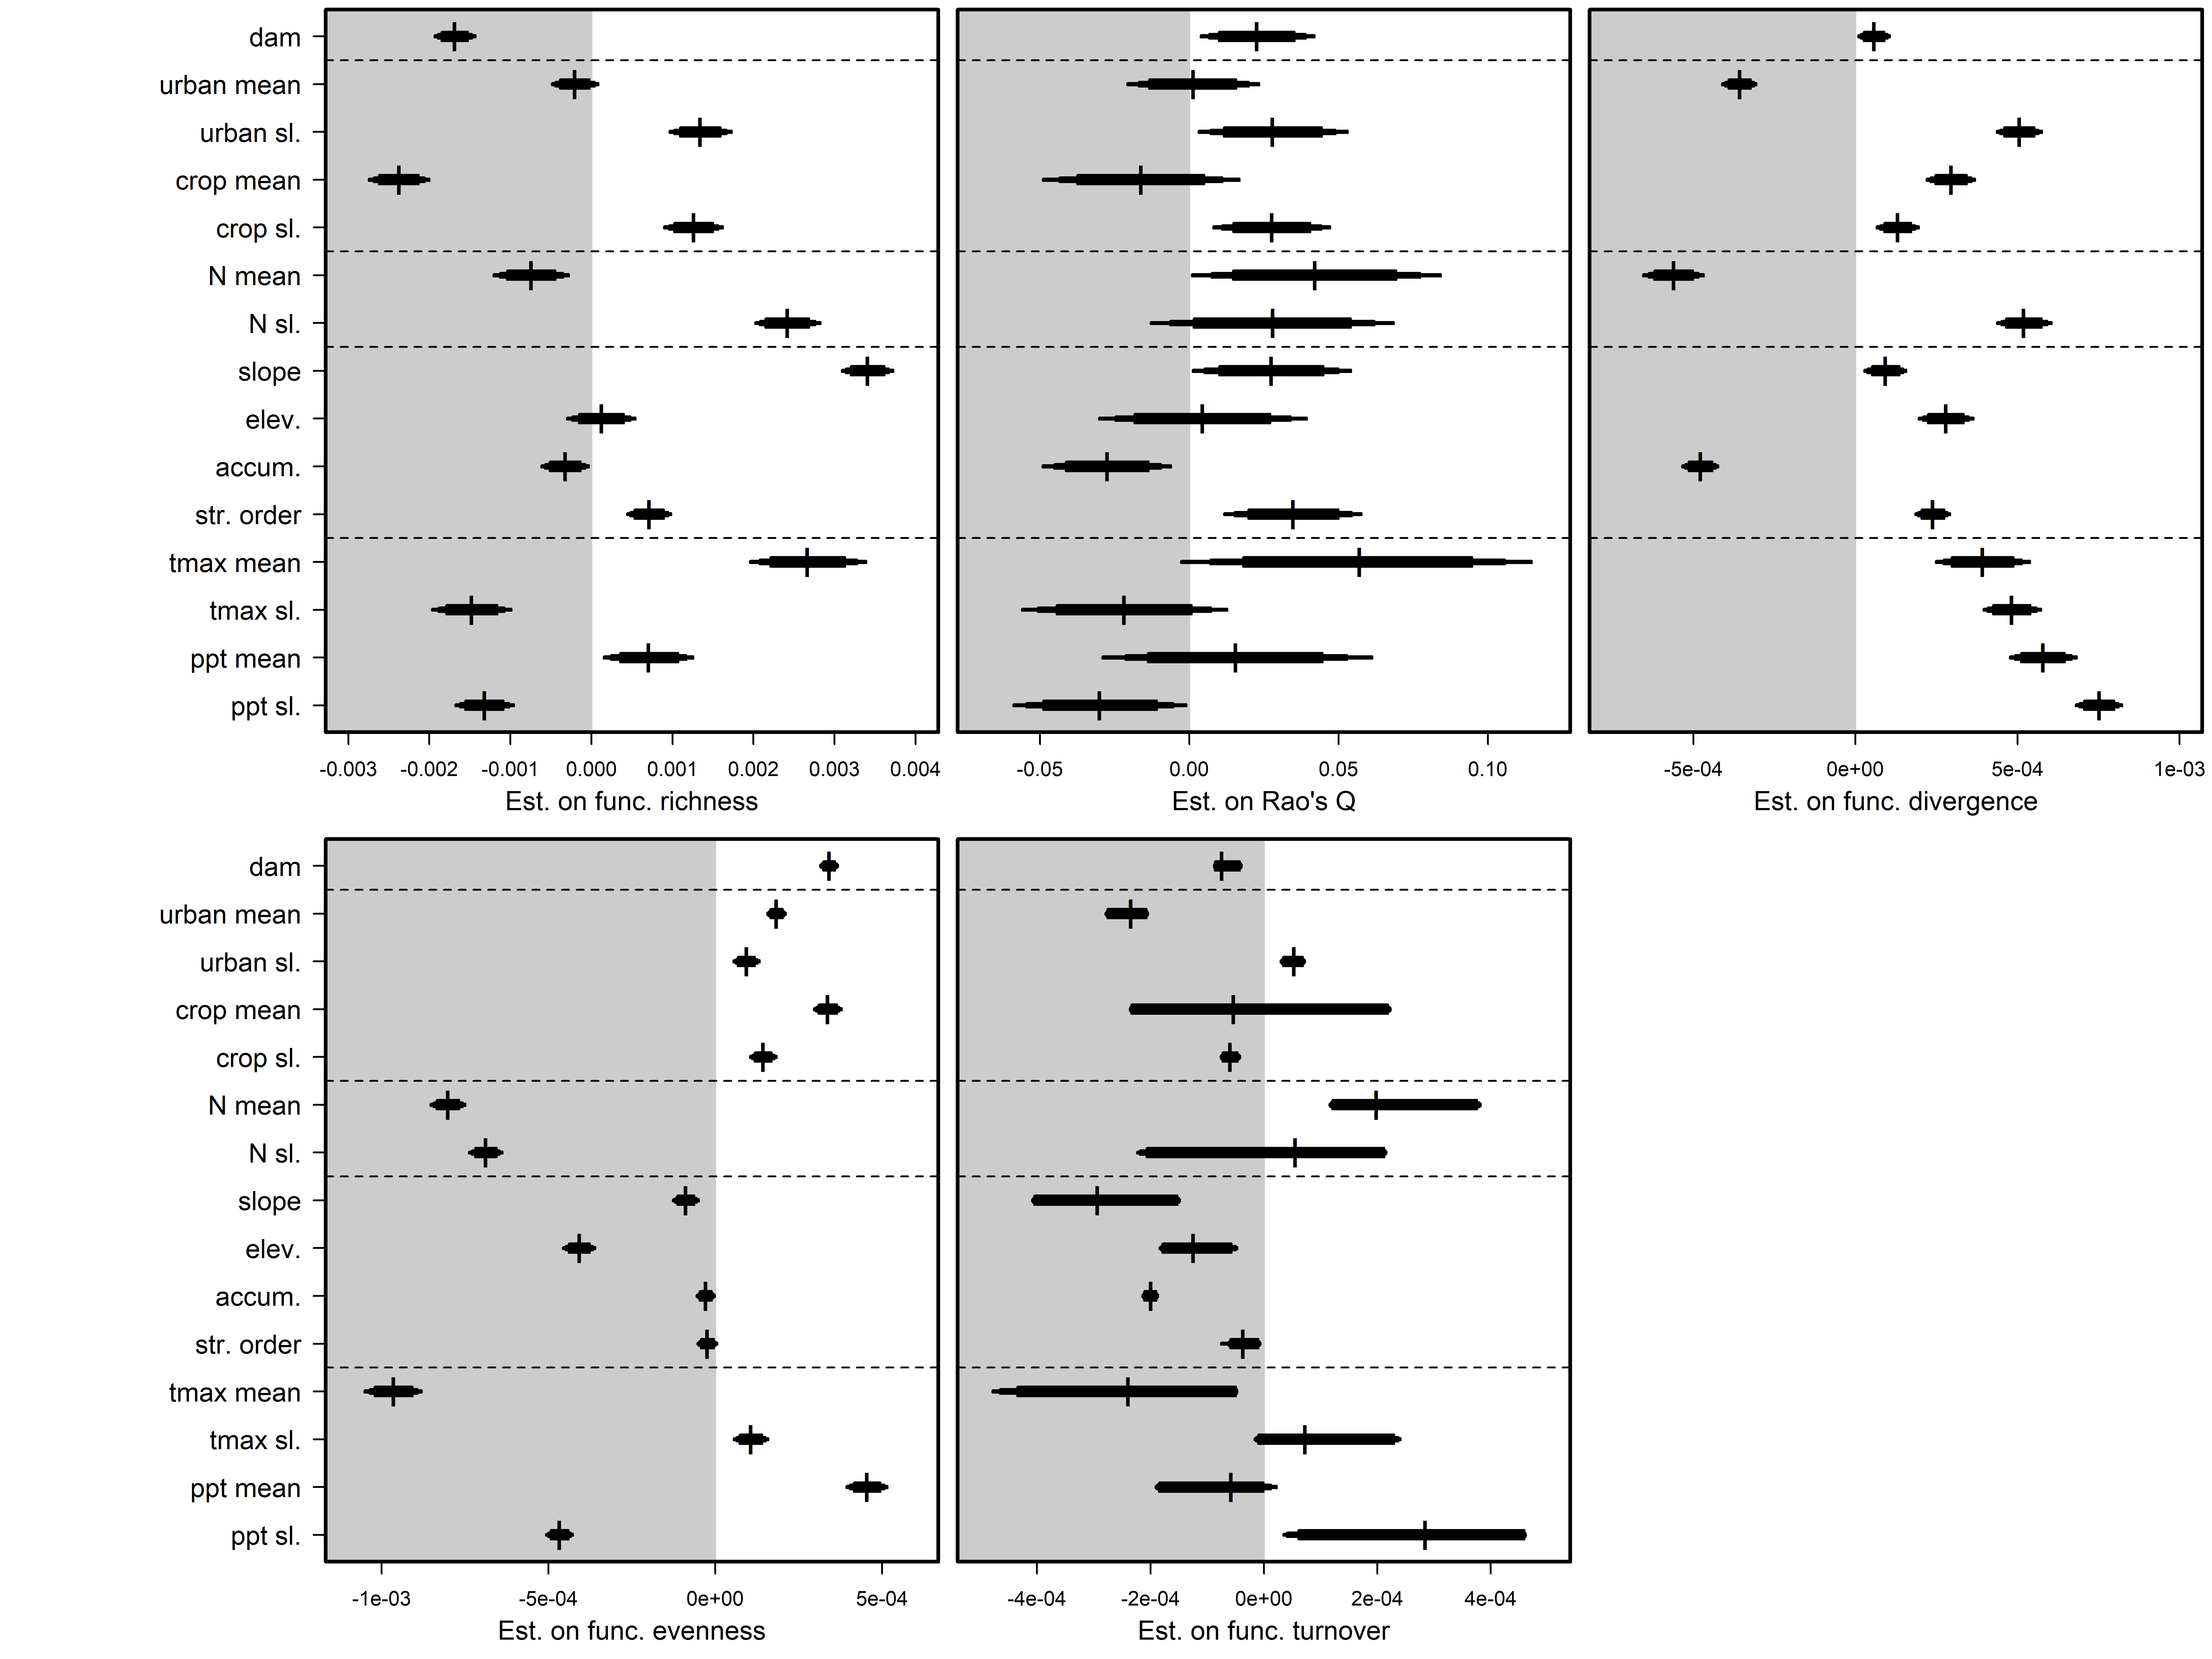 dam
urban mean
urban sl.
crop mean
crop sl.
N mean
N sl.
slope
elev.
accum.
str. order
tmax mean
tmax sl.
ppt mean
ppt sl.
-0.003 -0.002 -0.001 0.000 0.001 0.002 0.003 0.004
Est. on func. richness
-0.05 0.00 0.05 0.10
Est. on Rao's Q
-5e-04 0e+00 5e-04 1e-03
Est. on func. divergence
dam
urban mean
urban sl.
crop mean
crop sl.
N mean
N sl.
slope
elev.
accum.
str. order
tmax mean
tmax sl.
ppt mean
ppt sl.
-1e-03 -5e-04 0e+00 5e-04
Est. on func. evenness
-4e-04 -2e-04 0e+00 2e-04 4e-04
Est. on func. turnover